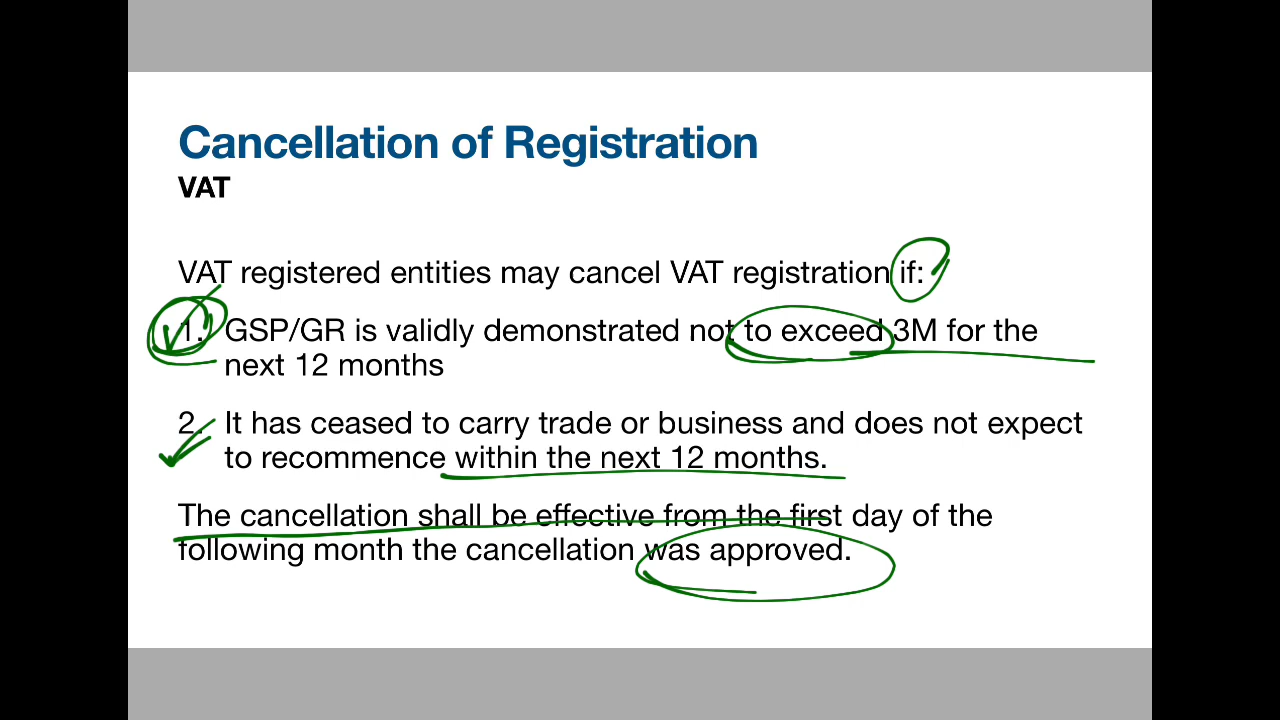 Cancellation of Registration
VAT
VAT registered entities may cancel VAT registration if:
1. GSP/GR is validly demonstrated not to exceed 3M for the
next 12 months
2. It has ceased to carry trade or business and does not expect
to recommence within the next 12 months.
The cancellation shall be effective from the first day of the
following month the cancellation was approved.